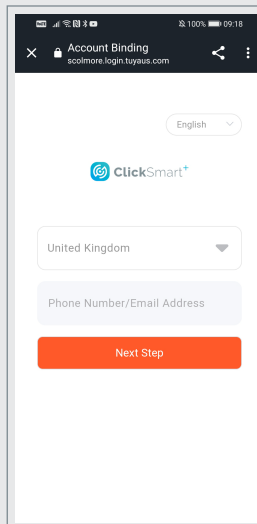 100% 09:18
Account Binding
scolmore.login.tuyaus.com
English
ClickSmart+
United Kingdom
Phone Number/Email Address
Next Step